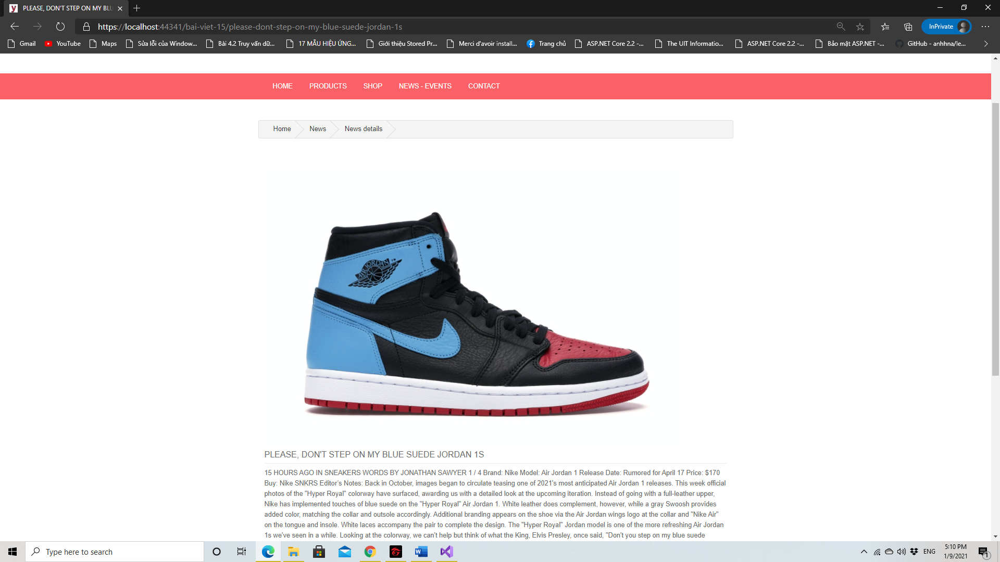 PLEASE, DON'T STEP ON MY BLU
https://localhost:44341/bai-viet-15/please-dont-step-on-my-blue-suede-jordan-1s
InPrivate
Gmail
YouTube
Maps
Sửa lỗi của Window...
Bài 4.2 Truy vấn dữ...
17 MẪU HIỆU ỨNG...
Giới thiệu Stored Pr...
Merci d'avoir install...
Trang chủ
ASP.NET Core 2.2 -...
The UIT Informatio...
ASP.NET Core 2.2 -...
Bảo mật ASP.NET -...
GitHub - anhhna/le...
HOME PRODUCTS SHOP NEWS - EVENTS CONTACT
Home News News details
AIR JORDAN
TM
PLEASE, DON'T STEP ON MY BLUE SUEDE JORDAN 1S
15 HOURS AGO IN SNEAKERS WORDS BY JONATHAN SAWYER 1 / 4 Brand: Nike Model: Air Jordan 1 Release Date: Rumored for April 17 Price: $170
Buy: Nike SNKRS Editor's Notes: Back in October, images began to circulate teasing one of 2021's most anticipated Air Jordan 1 releases. This week official
photos of the "Hyper Royal" colorway have surfaced, awarding us with a detailed look at the upcoming iteration. Instead of going with a full-leather upper,
Nike has implemented touches of blue suede on the "Hyper Royal" Air Jordan 1. White leather does complement, however, while a gray Swoosh provides
added color, matching the collar and outsole accordingly. Additional branding appears on the shoe via the Air Jordan wings logo at the collar and "Nike Air"
on the tongue and insole. White laces accompany the pair to complete the design. The "Hyper Royal" Jordan model is one of the more refreshing Air Jordan
1s we've seen in a while. Looking at the colorway, we can't help but think of what the King, Elvis Presley, once said, "Don't you step on my blue suede
Type here to search
ENG
5:10 PM
1/9/2021
1